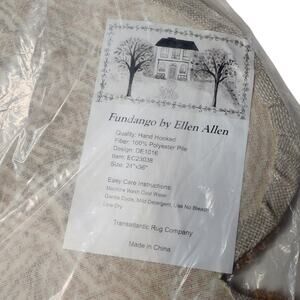 Fundango by Ellen Allen
Quality: Hand Hooked
Fiber: 100% Polyester Pile
Design: DE1016
Item: EC23038
Size: 24"x36"
Easy Care Instructions:
Machine Wash Cold Water
Gentle Cycle, Mild Detergent, Use No Bleach
Line Dry
Transatlantic Rug Company
Made in China